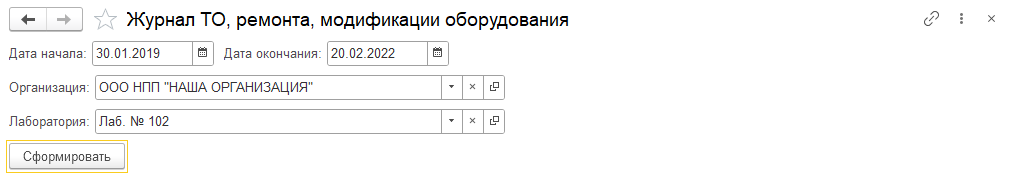 Журнал ТО, ремонта, модификации оборудования
Дата начала: 30.01.2019 Дата окончания: 20.02.2022
Организация: ООО НПП "НАША ОРГАНИЗАЦИЯ"
Лаборатория: Лаб. № 102
Сформировать